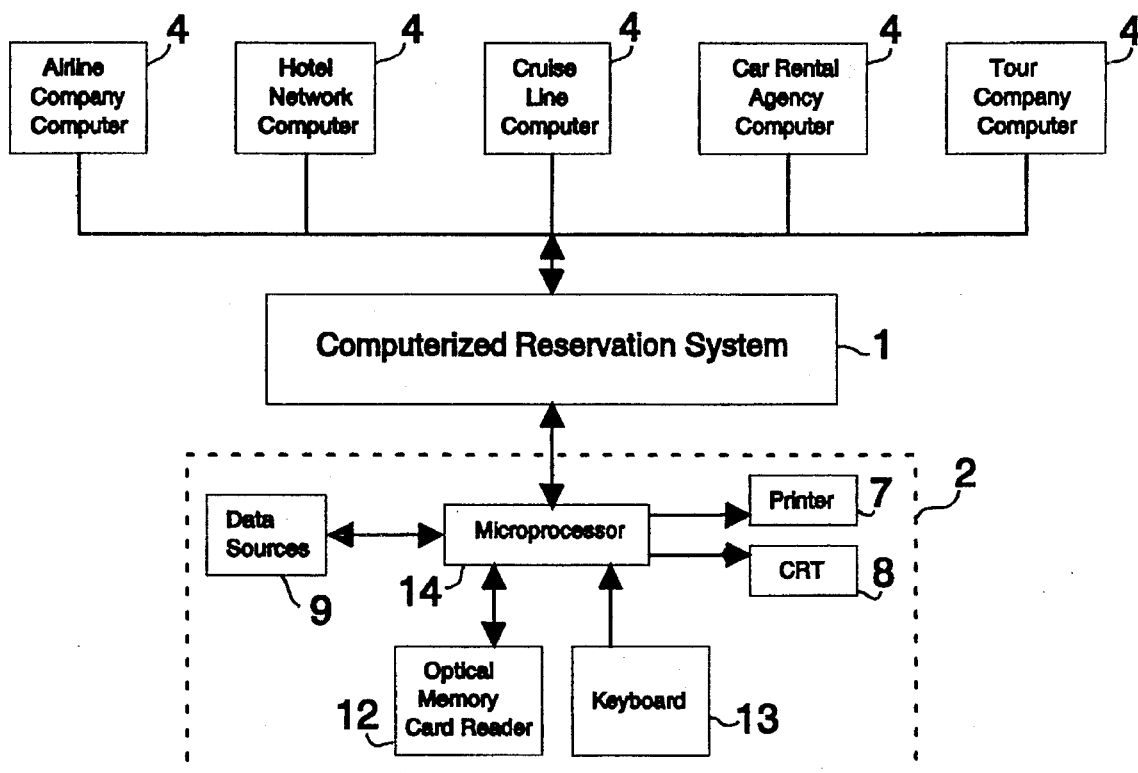 4
4
4
4
4
Airline
Company
Computer
Hotel
Network
Computer
Cruise
Line
Computer
Car Rental
Agency
Computer
Tour
Company
Computer
Computerized Reservation System
1
2
Data
Sources
9
Microprocessor
14
Printer
7
CRT
8
Optical
Memory
Card Reader
12
Keyboard
13